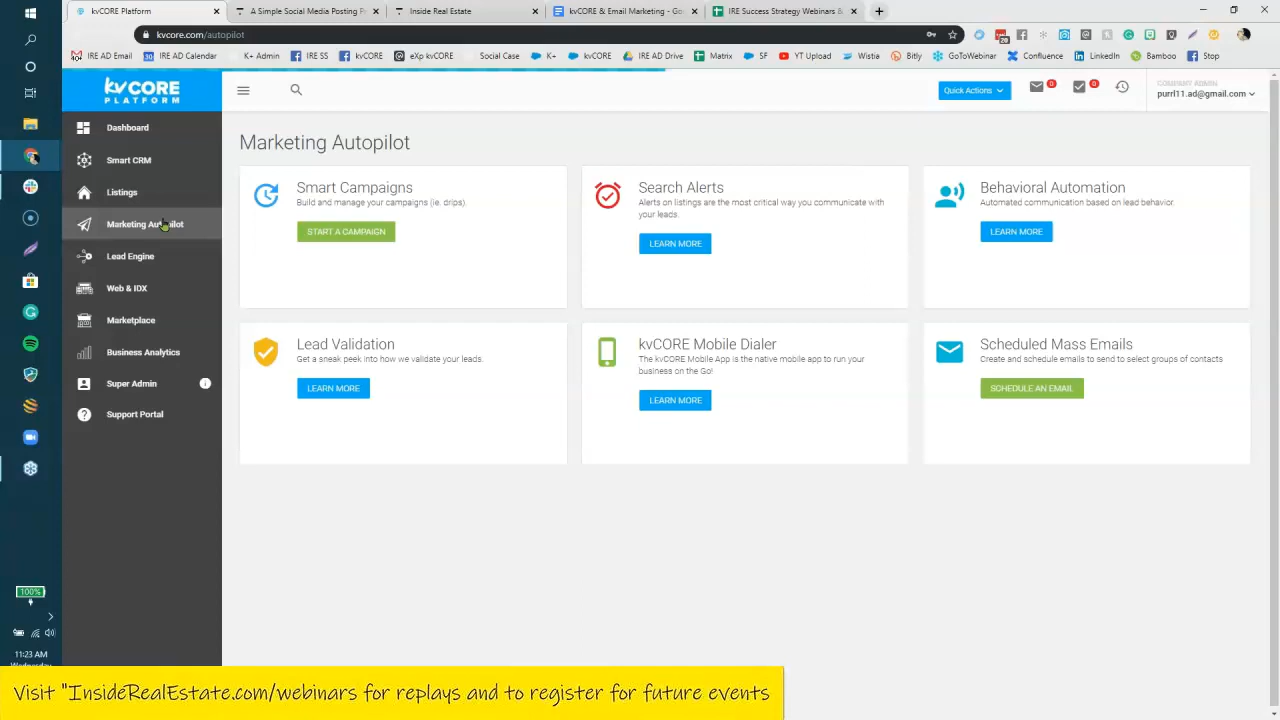 kvCORE Platform
A Simple Social Media Posting P
Inside Real Estate
kvCORE & Email Marketing - Go
IRE Success Strategy Webinars &
kvcore.com/autopilot
IRE AD Email
IRE AD Calendar
K+ Admin
IRE SS
kvCORE
eXp kvCORE
Social Case
K+
kvCORE
IRE AD Drive
Matrix
SF
YT Upload
Wistia
Bitly
GoToWebinar
Confluence
LinkedIn
Bamboo
Stop
kvCORE
PLATFORM
Quick Actions
0
0
COMPANY ADMIN
purrl11.ad@gmail.com
Dashboard
Smart CRM
Listings
Marketing Autopilot
Lead Engine
Web & IDX
Marketplace
Business Analytics
Super Admin
Support Portal
Marketing Autopilot
Smart Campaigns
Build and manage your campaigns (ie. drips).
START A CAMPAIGN
Search Alerts
Alerts on listings are the most critical way you communicate with
your leads.
LEARN MORE
Behavioral Automation
Automated communication based on lead behavior.
LEARN MORE
Lead Validation
Get a sneak peek into how we validate your leads.
LEARN MORE
kvCORE Mobile Dialer
The kvCORE Mobile App is the native mobile app to run your
business on the Go!
LEARN MORE
Scheduled Mass Emails
Create and schedule emails to send to select groups of contacts
SCHEDULE AN EMAIL
100%
11:23 AM
Wednesday
Visit "InsideRealEstate.com/webinars for replays and to register for future events